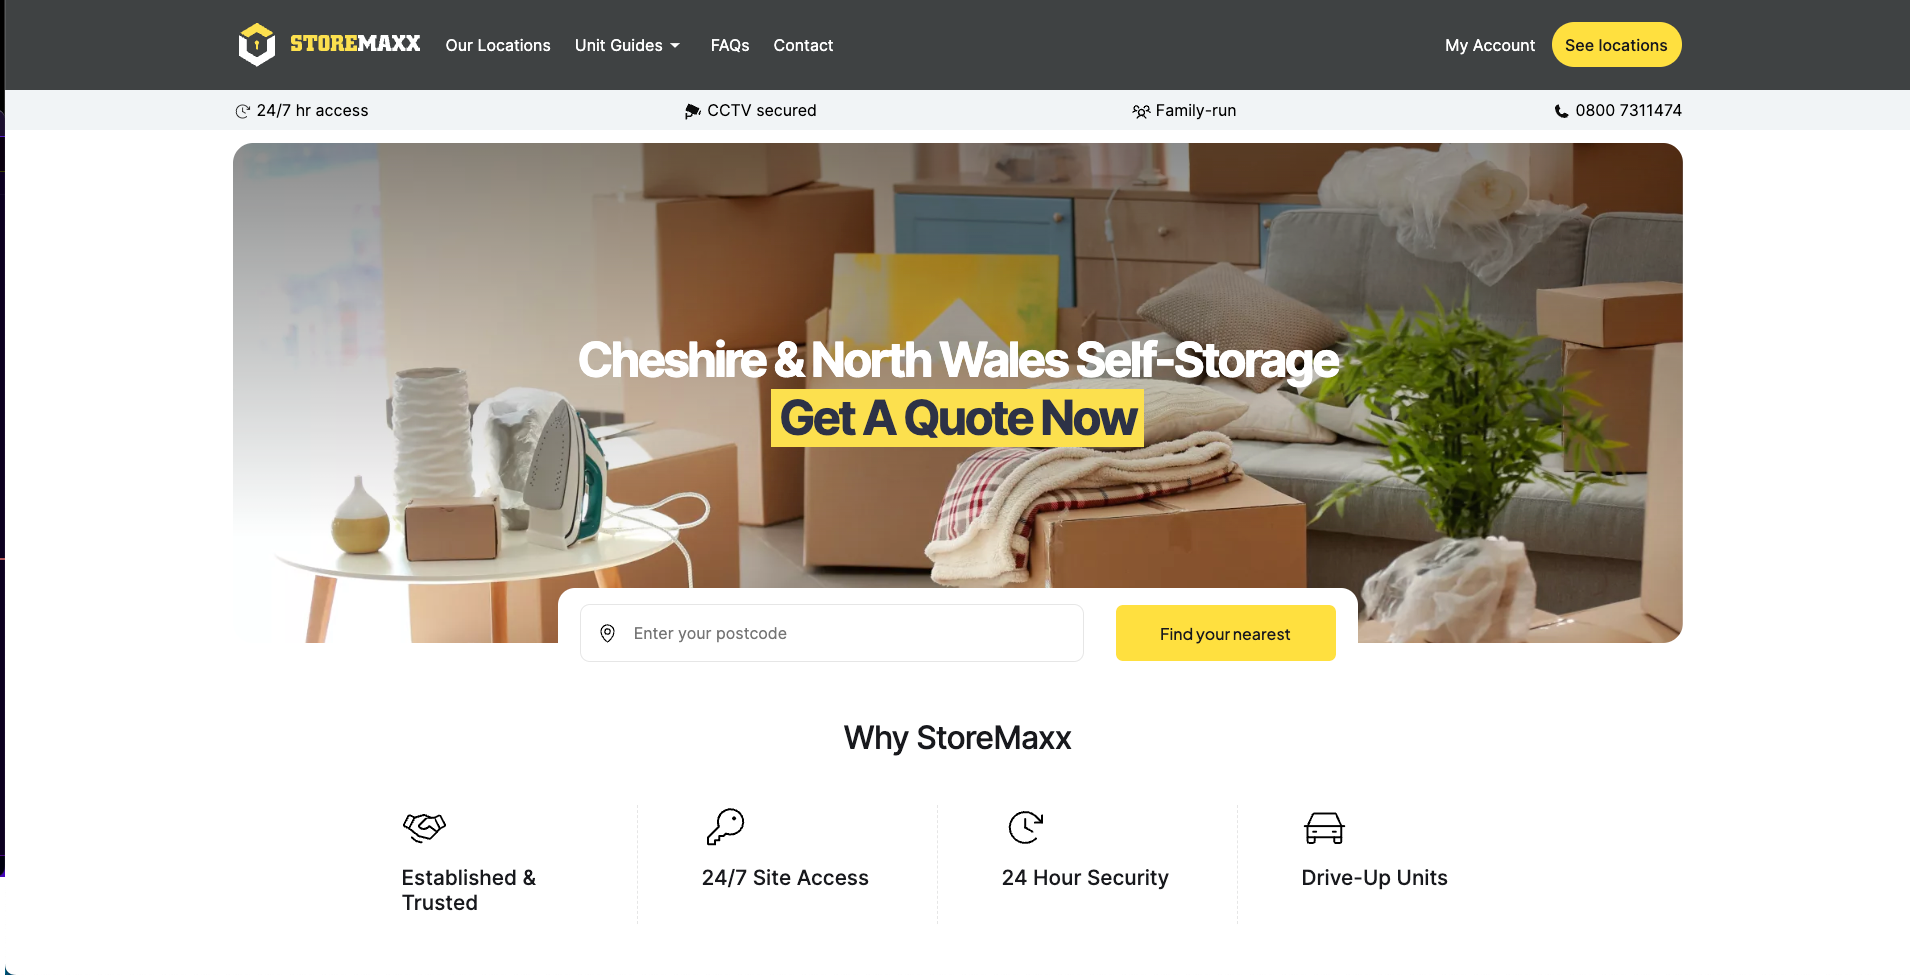 STOREMAXX Our Locations Unit Guides FAQs Contact My Account See locations
24/7 hr access CCTV secured Family-run 0800 7311474
Cheshire & North Wales Self-Storage
Get A Quote Now
Enter your postcode Find your nearest
Why StoreMaxx
Established &
Trusted
24/7 Site Access
24 Hour Security
Drive-Up Units